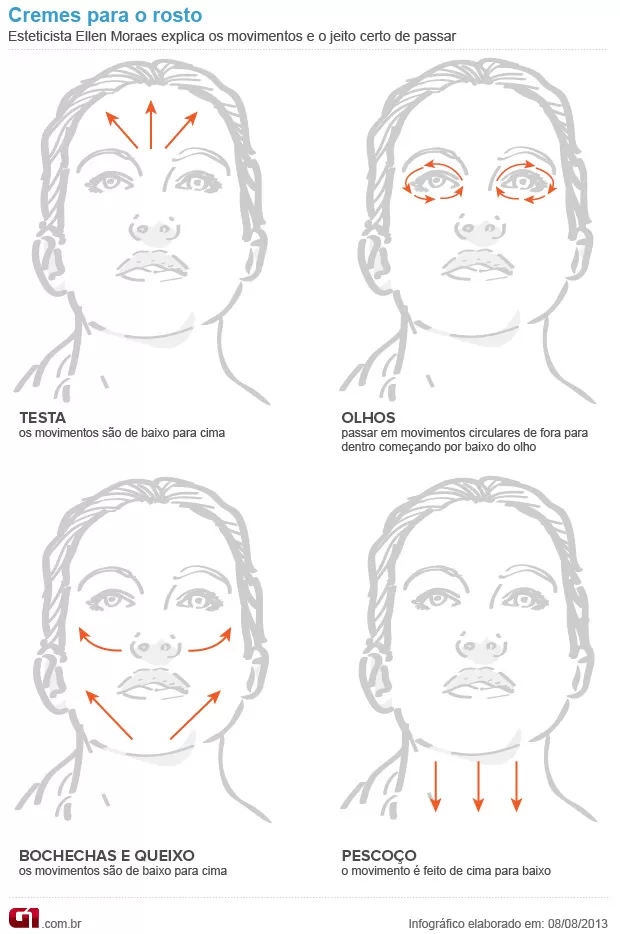 Cremes para o rosto
Esteticista Ellen Moraes explica os movimentos e o jeito certo de passar
TESTA
os movimentos são de baixo para cima
OLHOS
passar em movimentos circulares de fora para
dentro começando por baixo do olho
BOCHECHAS E QUEIXO
os movimentos são de baixo para cima
PESCOÇO
o movimento é feito de cima para baixo
G1.com.br
Infográfico elaborado em: 08/08/2013